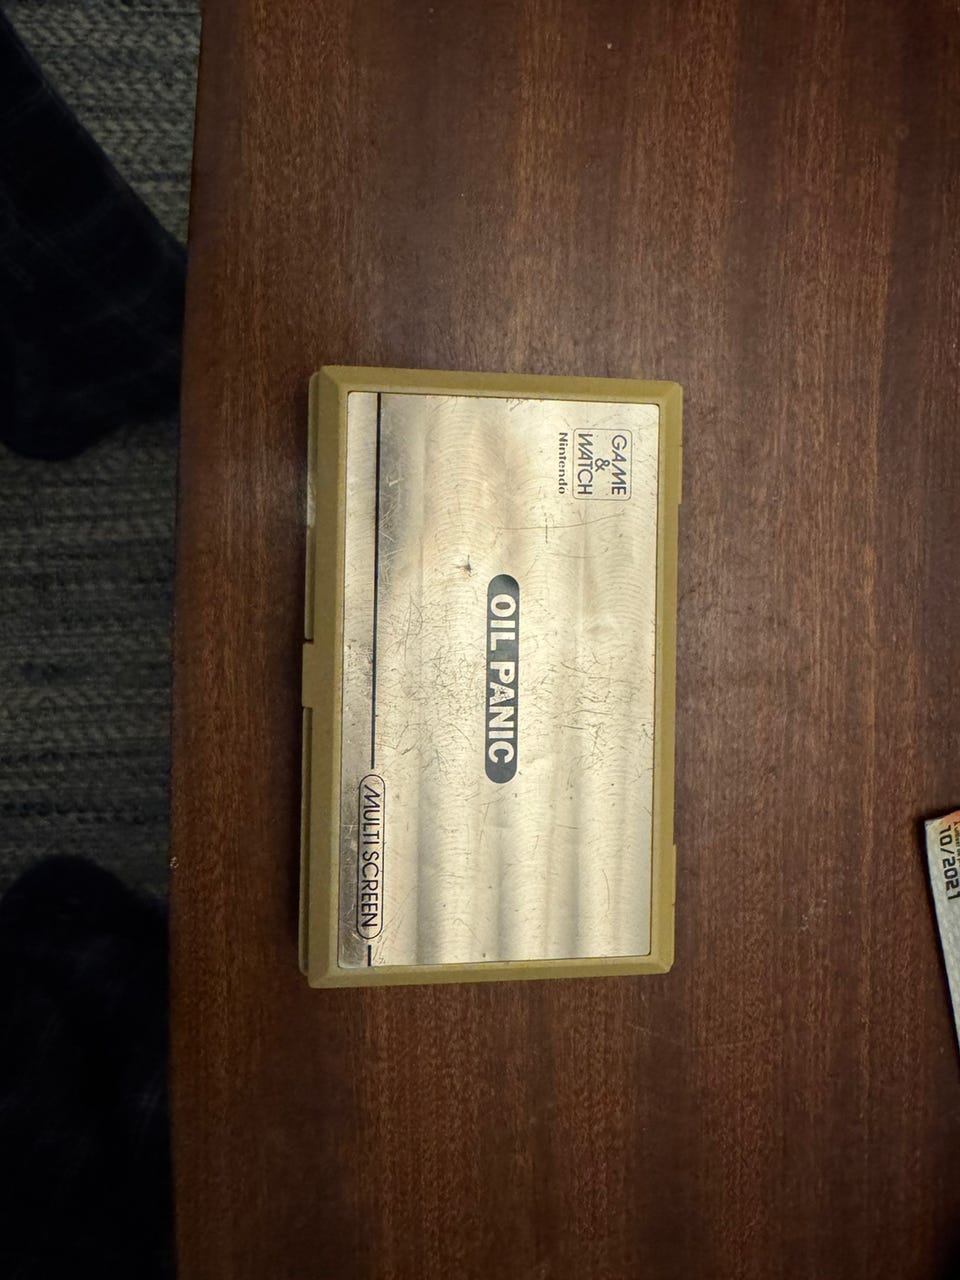 GAME
&
WATCH
Nintendo
OIL PANIC
MULTI SCREEN
10/2021